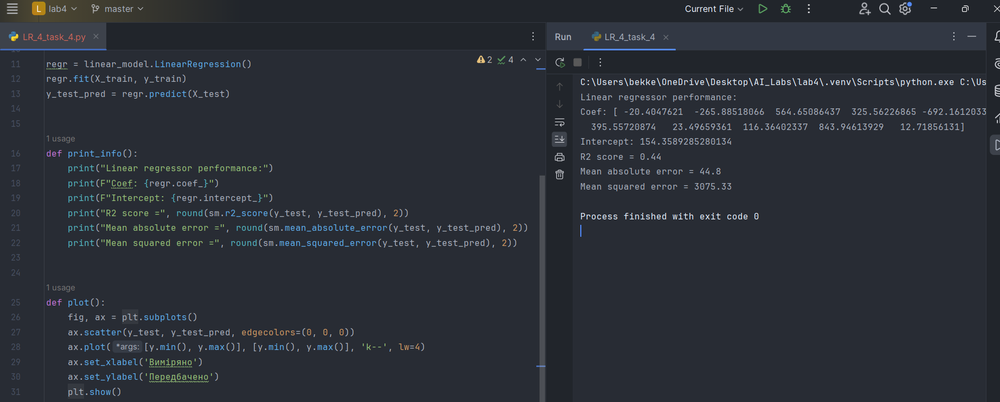 L lab4 master Current File
LR_4_task_4.py
2 4
11 regr = linear_model.LinearRegression()
12 regr.fit(X_train, y_train)
13 y_test_pred = regr.predict(X_test)
14
15
1 usage
16 def print_info():
17 print("Linear regressor performance:")
18 print(F"Coef: {regr.coef_}")
19 print(F"Intercept: {regr.intercept_}")
20 print("R2 score =", round(sm.r2_score(y_test, y_test_pred), 2))
21 print("Mean absolute error =", round(sm.mean_absolute_error(y_test, y_test_pred), 2))
22 print("Mean squared error =", round(sm.mean_squared_error(y_test, y_test_pred), 2))
23
24
1 usage
25 def plot():
26 fig, ax = plt.subplots()
27 ax.scatter(y_test, y_test_pred, edgecolors=(0, 0, 0))
28 ax.plot( *args: [y.min(), y.max()], [y.min(), y.max()], 'k--', lw=4)
29 ax.set_xlabel('Виміряно')
30 ax.set_ylabel('Передбачено')
31 plt.show()
Run LR_4_task_4
C:\Users\bekke\OneDrive\Desktop\AI_Labs\lab4\.venv\Scripts\python.exe C:\Us
Linear regressor performance:
Coef: [ -20.4047621 -265.88518066 564.65086437 325.56226865 -692.1612033
395.55720874 23.49659361 116.36402337 843.94613929 12.71856131]
Intercept: 154.3589285280134
R2 score = 0.44
Mean absolute error = 44.8
Mean squared error = 3075.33
Process finished with exit code 0